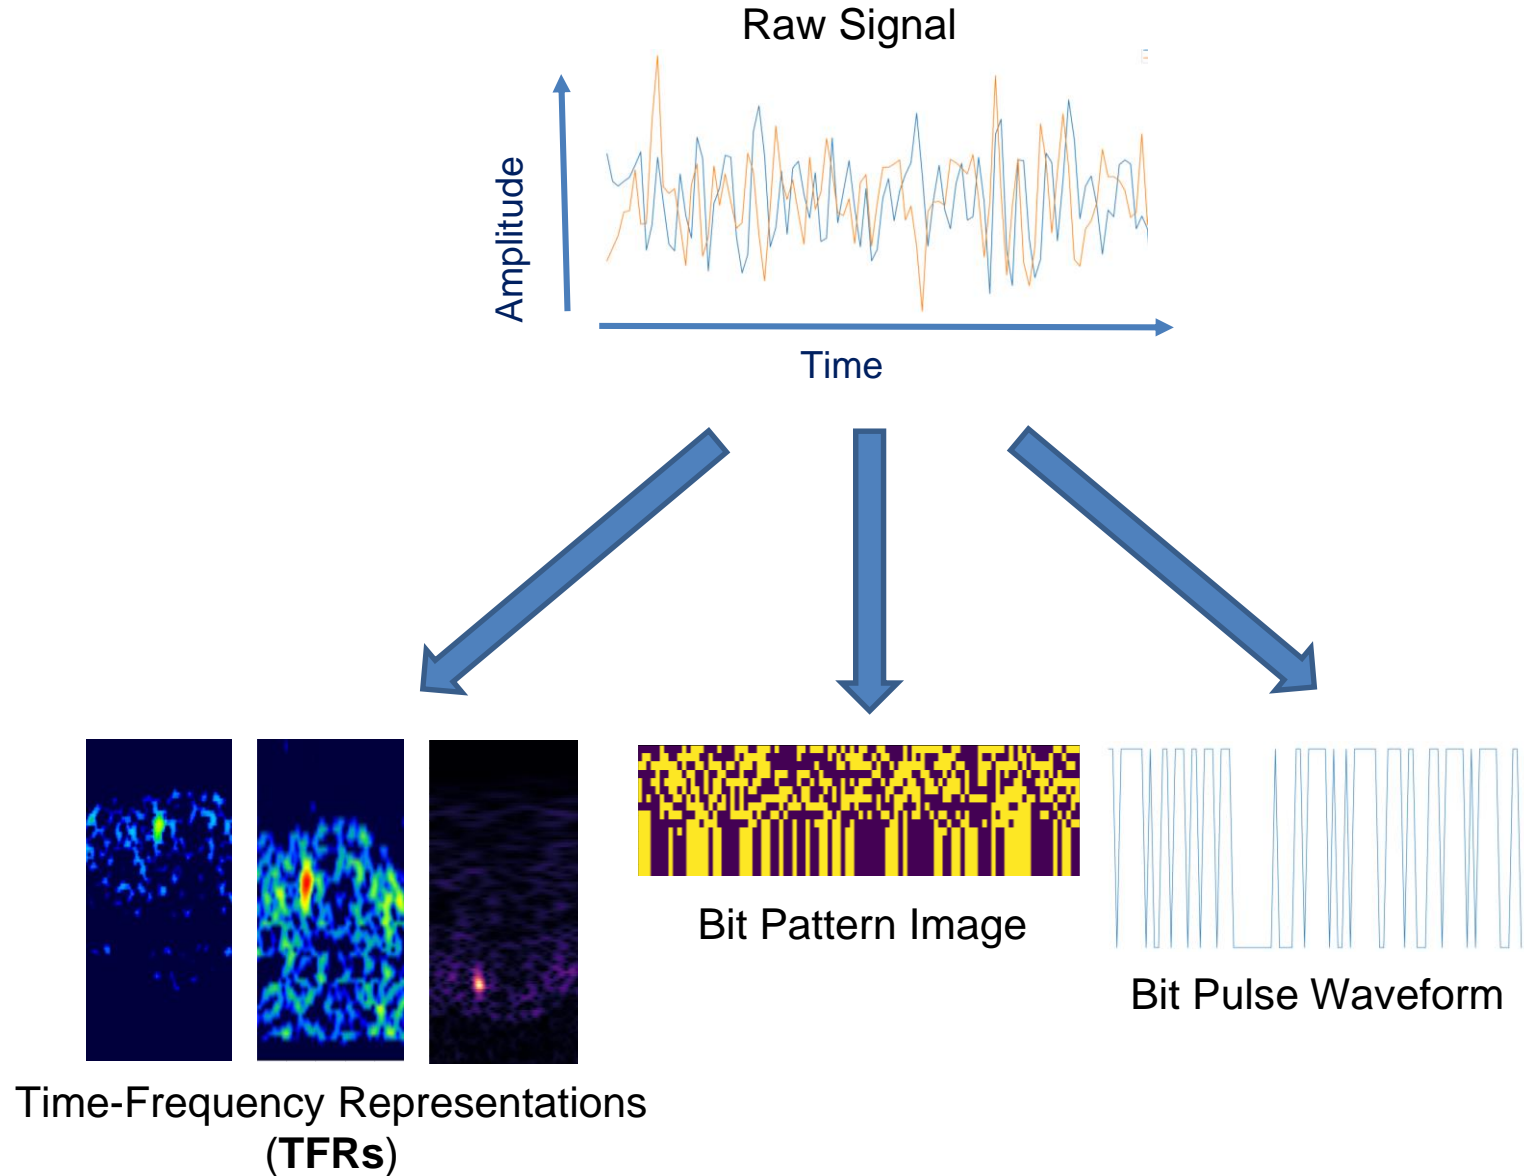 Raw Signal
Amplitude
Time
Bit Pattern Image
Bit Pulse Waveform
Time-Frequency Representations
(TFRs)